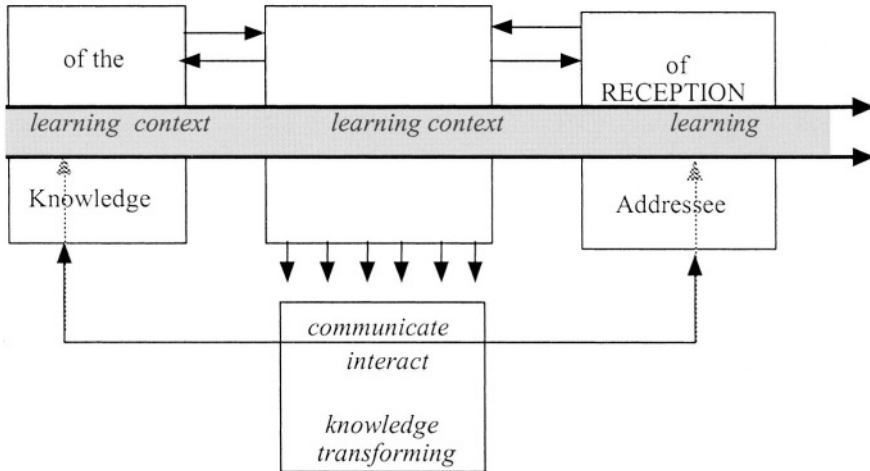 of the
of
RECEPTION
learning context
learning context
learning
Knowledge
Addressee
communicate
interact
knowledge
transforming